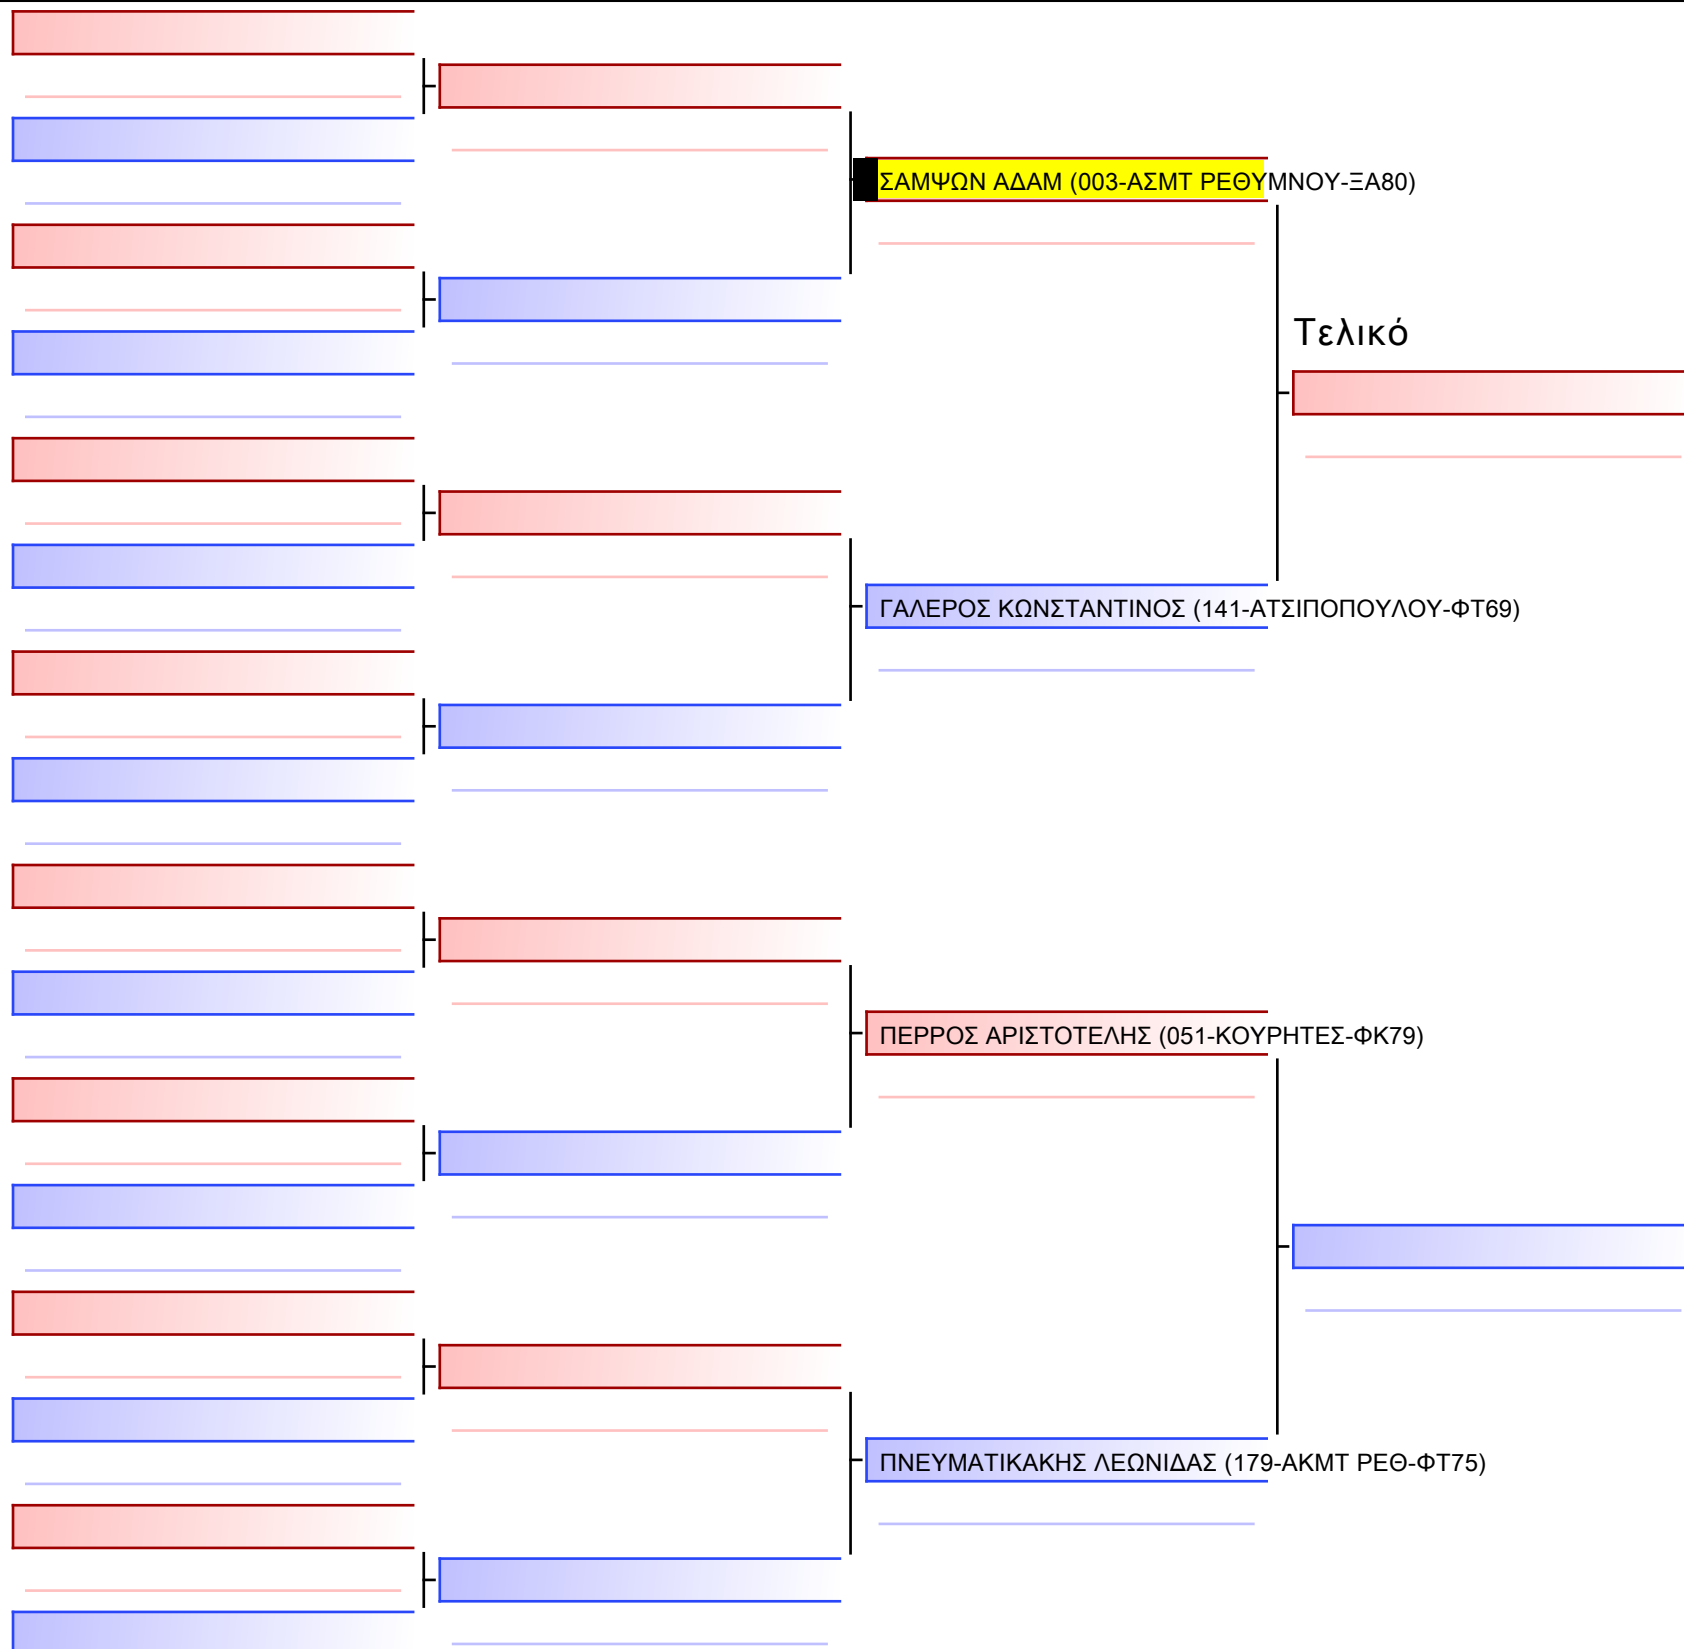 ΣΑΜΨΩΝ ΑΔΑΜ (003-ΑΣΜΤ ΡΕΘΥΜΝΟΥ-ΞΑ80)
Τελικό
ΓΑΛΕΡΟΣ ΚΩΝΣΤΑΝΤΙΝΟΣ (141-ΑΤΣΙΠΟΠΟΥΛΟΥ-ΦΤ69)
ΠΕΡΡΟΣ ΑΡΙΣΤΟΤΕΛΗΣ (051-ΚΟΥΡΗΤΕΣ-ΦΚ79)
ΠΝΕΥΜΑΤΙΚΑΚΗΣ ΛΕΩΝΙΔΑΣ (179-ΑΚΜΤ ΡΕΘ-ΦΤ75)